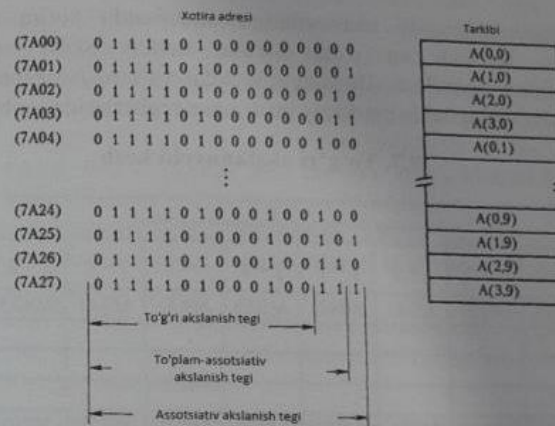 Xotira adresi Tarkibi
(7A00) 0 1 1 1 1 0 1 0 0 0 0 0 0 0 0 0 A(0,0)
(7A01) 0 1 1 1 1 0 1 0 0 0 0 0 0 0 0 1 A(1,0)
(7A02) 0 1 1 1 1 0 1 0 0 0 0 0 0 0 1 0 A(2,0)
(7A03) 0 1 1 1 1 0 1 0 0 0 0 0 0 0 1 1 A(3,0)
(7A04) 0 1 1 1 1 0 1 0 0 0 0 0 0 1 0 0 A(0,1)
⋮
(7A24) 0 1 1 1 1 0 1 0 0 0 1 0 0 1 0 0 A(0,9)
(7A25) 0 1 1 1 1 0 1 0 0 0 1 0 0 1 0 1 A(1,9)
(7A26) 0 1 1 1 1 0 1 0 0 0 1 0 0 1 1 0 A(2,9)
(7A27) 0 1 1 1 1 0 1 0 0 0 1 0 0 1 1 1 A(3,9)
To'g'ri akslanish tegi
To'plam-assotsiativ
akslanish tegi
Assotsiativ akslanish tegi